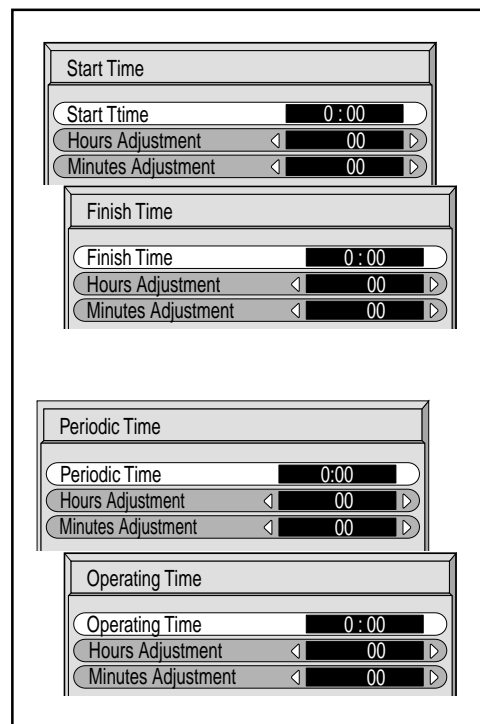 Start Time
Start Ttime 0 : 00
Hours Adjustment 00
Minutes Adjustment 00
Finish Time
Finish Time 0 : 00
Hours Adjustment 00
Minutes Adjustment 00
Periodic Time
Periodic Time 0:00
Hours Adjustment 00
Minutes Adjustment 00
Operating Time
Operating Time 0 : 00
Hours Adjustment 00
Minutes Adjustment 00